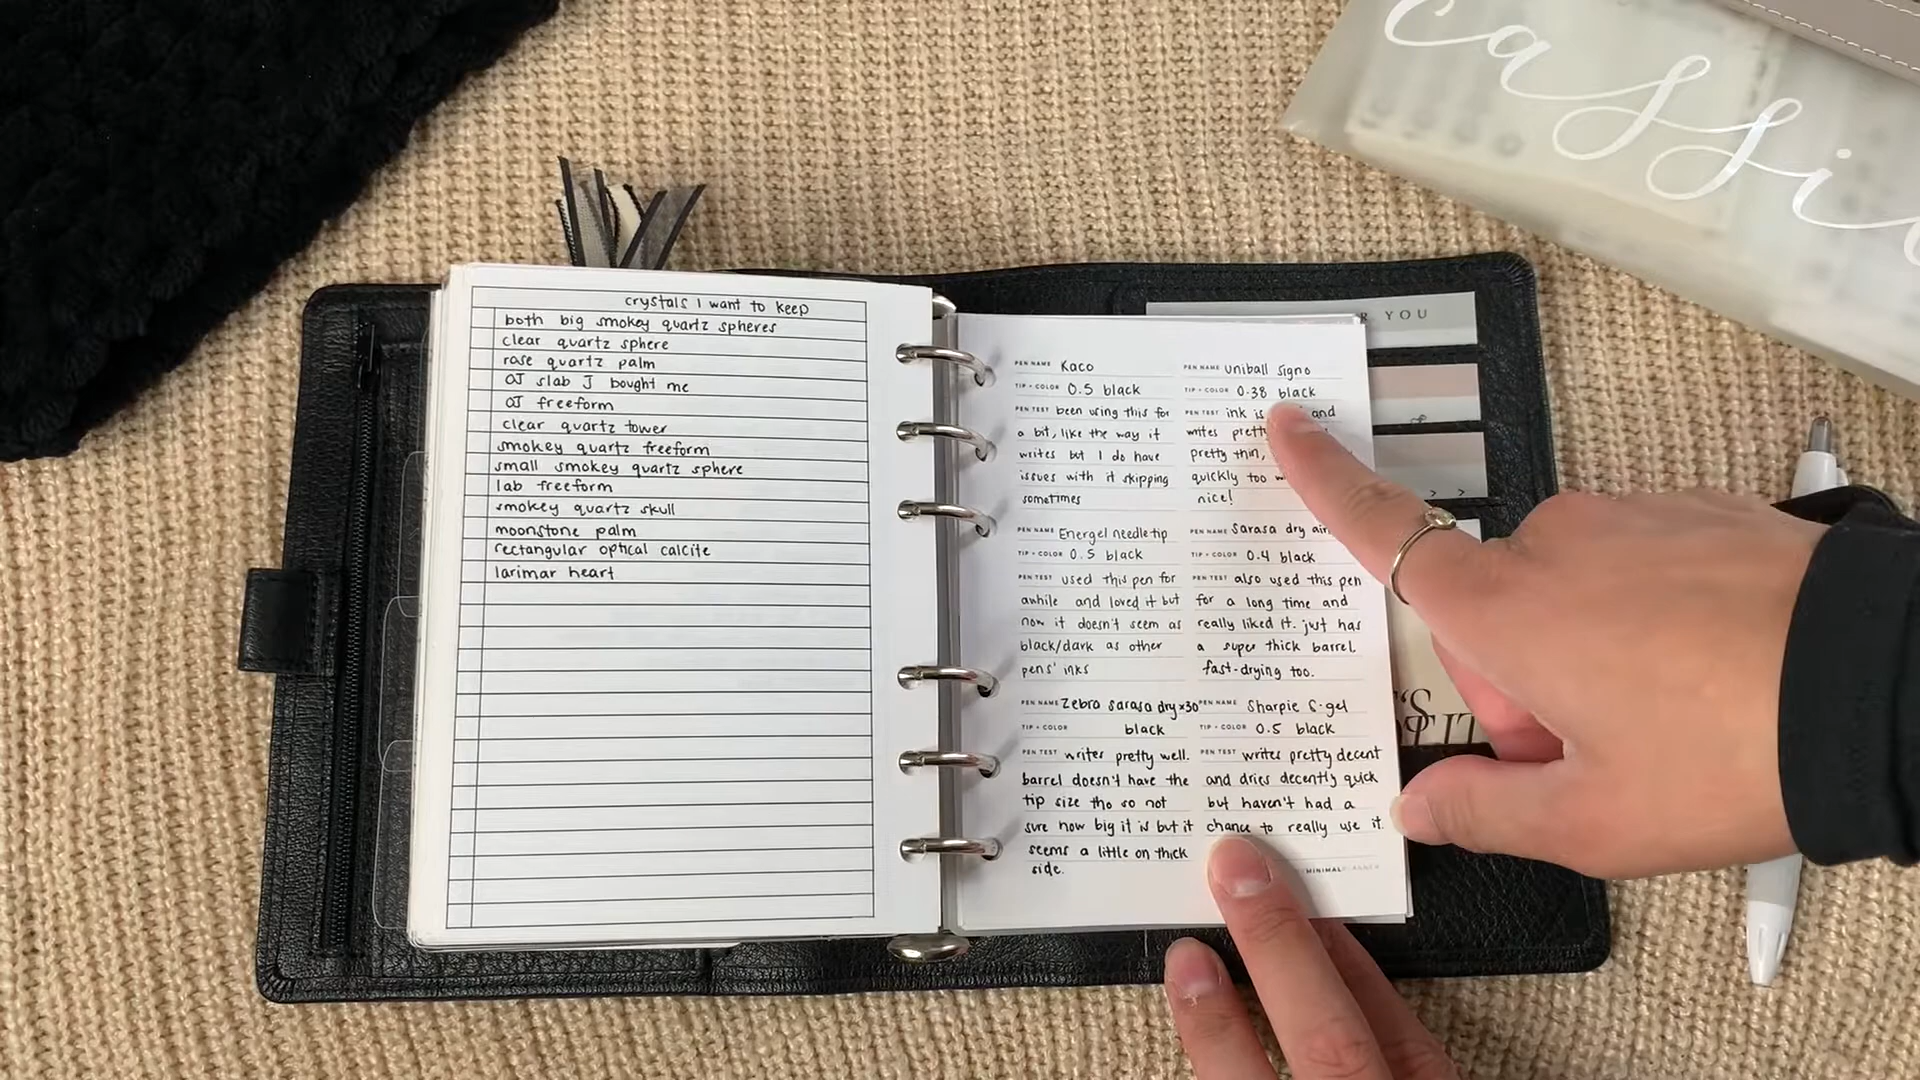 cassi
R YOU
crystals I want to keep
both big smokey quartz spheres
clear quartz sphere
rose quartz palm
OJ slab J bought me
OJ freeform
clear quartz tower
smokey quartz freeform
small smokey quartz sphere
lab freeform
smokey quartz skull
moonstone palm
rectangular optical calcite
larimar heart
PEN NAME Kaco
TIP + COLOR 0.5 black
PEN TEST been using this for
a bit, like the way it
writes but I do have
issues with it skipping
sometimes
PEN NAME uniball signo
TIP + COLOR 0.38 black
PEN TEST ink is and
writes pretty
pretty thin,
quickly too
nice!
PEN NAME Energel needletip
TIP + COLOR 0.5 black
PEN TEST used this pen for
awhile and loved it but
now it doesn't seem as
black/dark as other
pens' inks
PEN NAME Sarasa dry
TIP + COLOR 0.4 black
PEN TEST also used this pen
for a long time and
really liked it. just has
a super thick barrel.
fast-drying too.
PEN NAME Zebra sarasa dry x30
TIP + COLOR black
PEN TEST writes pretty well.
barrel doesn't have the
tip size tho so not
sure how big it is but it
seems a little on thick
side.
PEN NAME Sharpie S-gel
TIP + COLOR 0.5 black
PEN TEST writes pretty decent
and dries decently quick
but haven't had a
chance to really use it.
MINIMAL